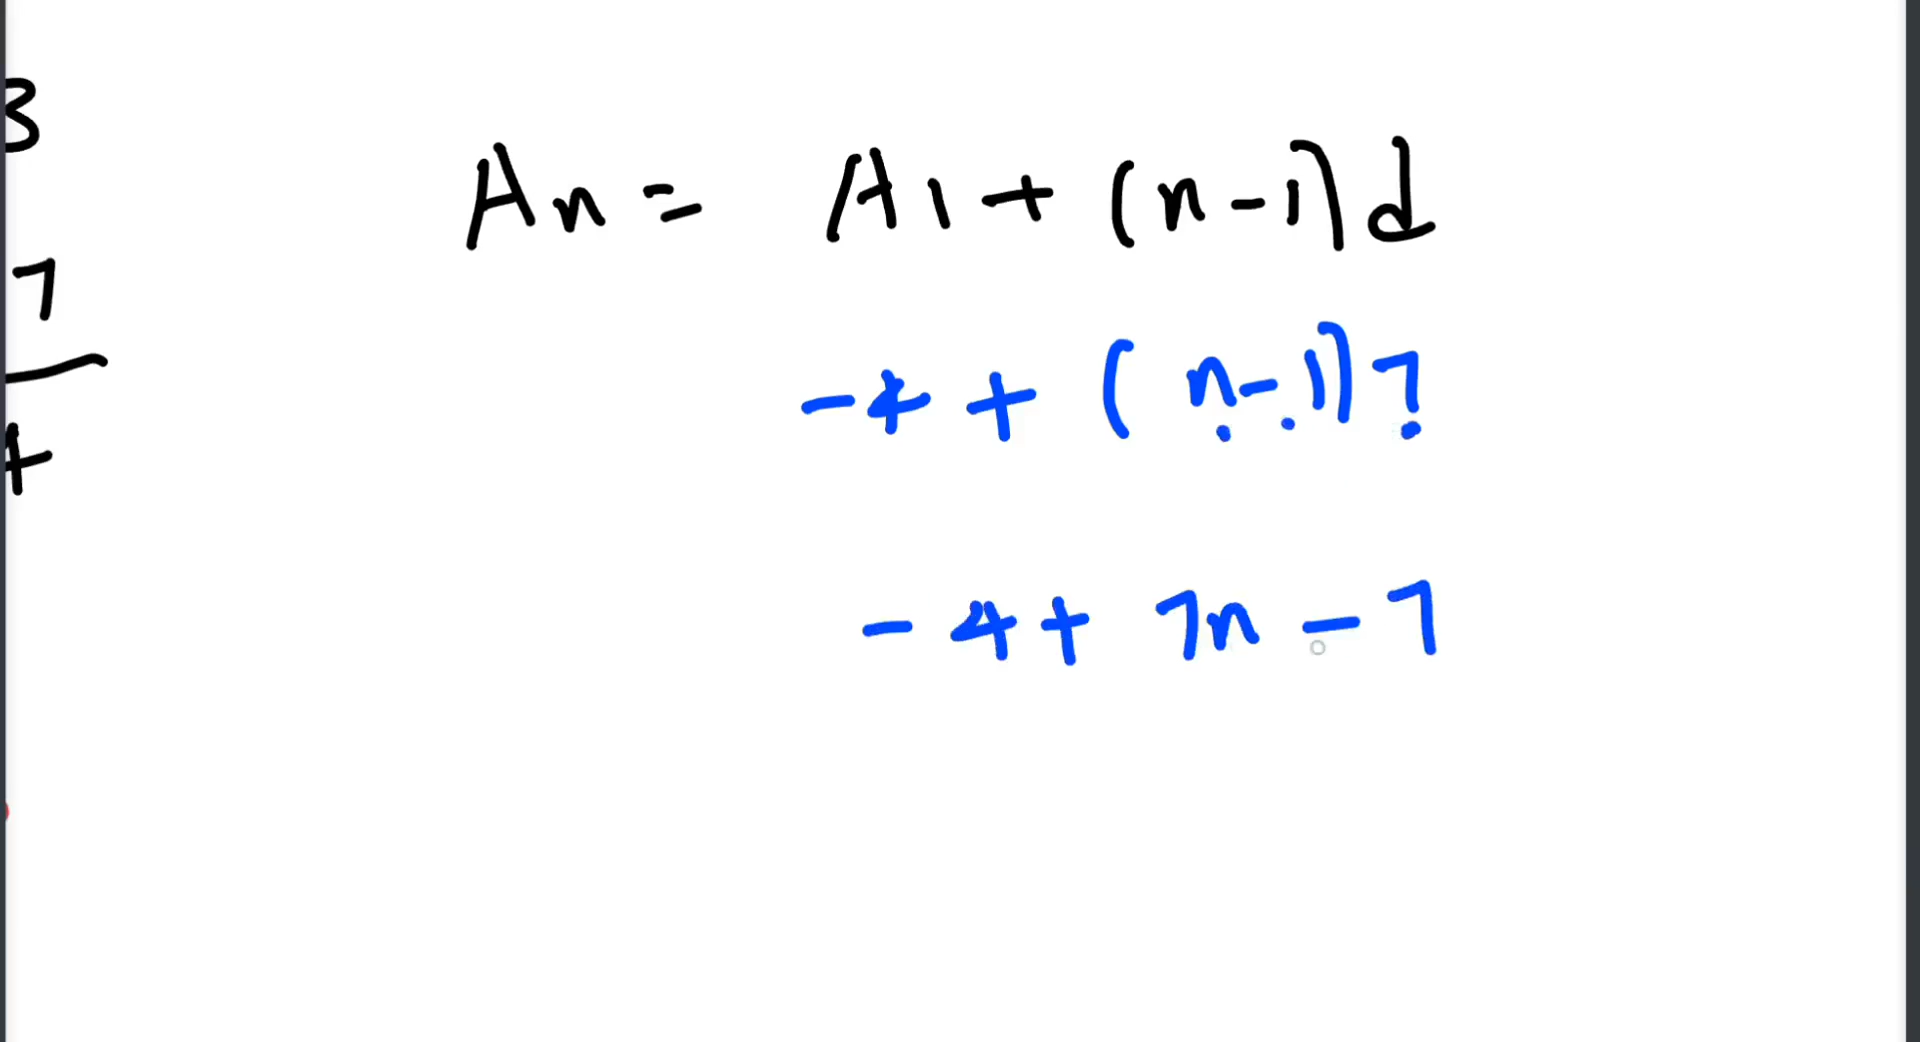 3
7
4
An = A1 + (n-1)d
-4 + (n-1)7
-4 + 7n - 7